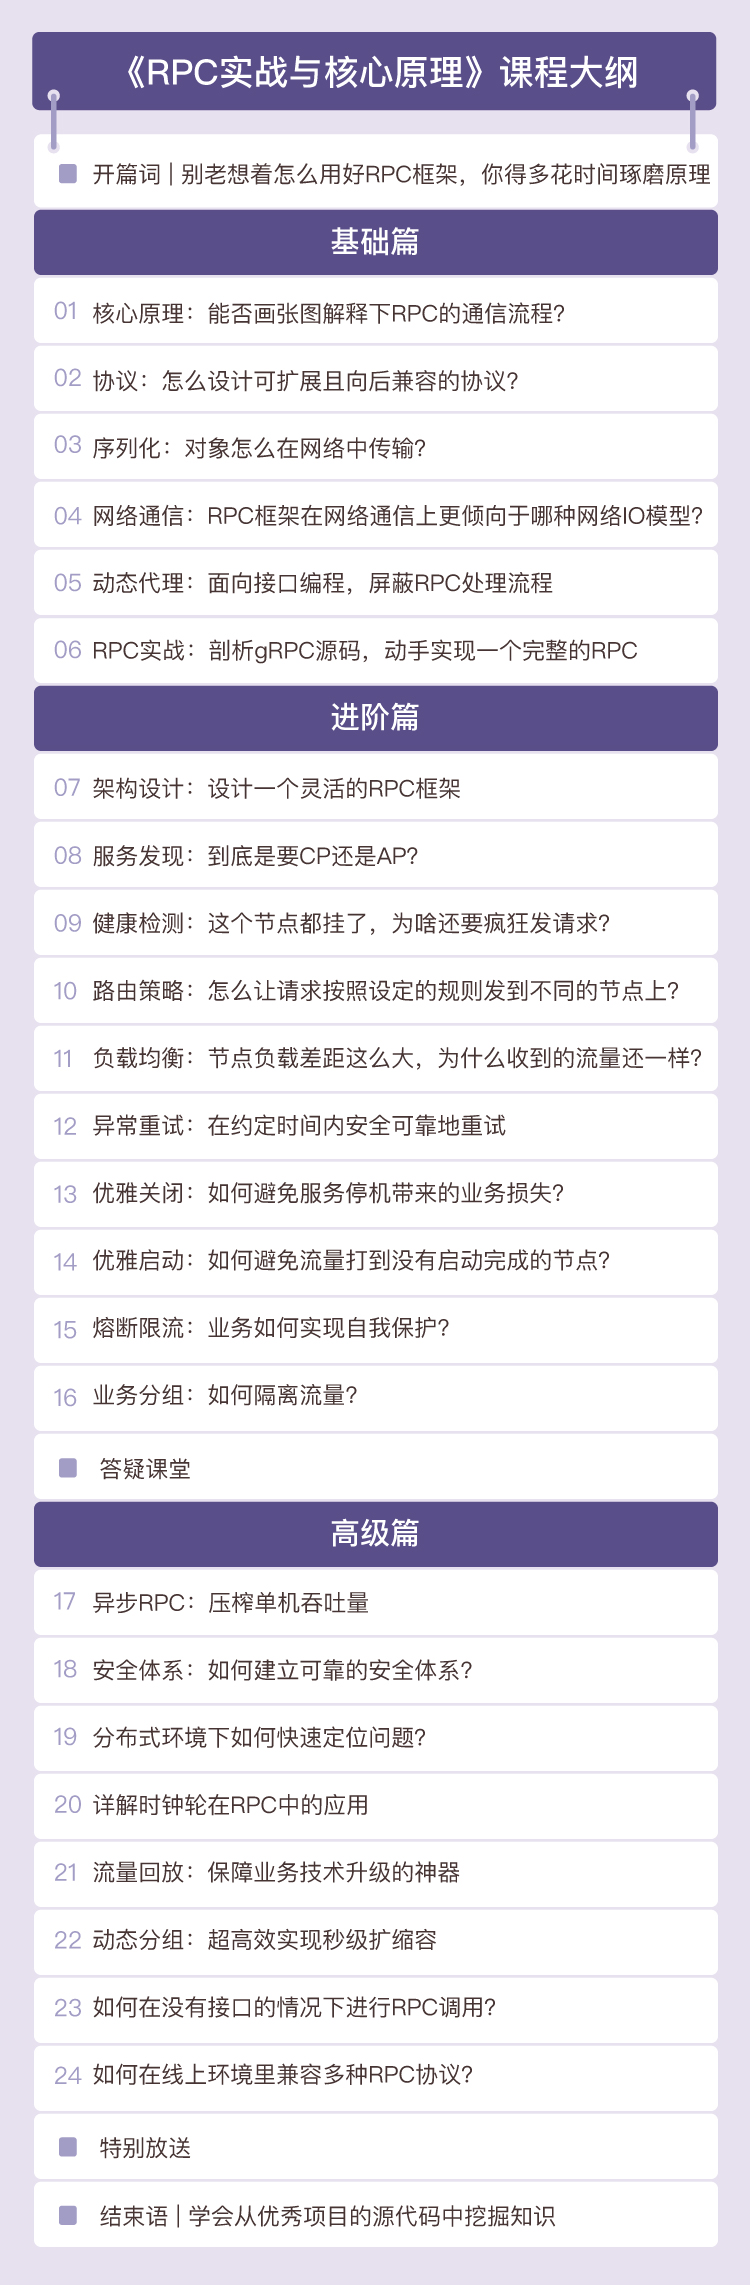 《RPC实战与核心原理》课程大纲
开篇词 | 别老想着怎么用好RPC框架，你得多花时间琢磨原理
基础篇
01 核心原理：能否画张图解释下RPC的通信流程?
02 协议：怎么设计可扩展且向后兼容的协议?
03 序列化：对象怎么在网络中传输?
04 网络通信：RPC框架在网络通信上更倾向于哪种网络IO模型?
05 动态代理：面向接口编程，屏蔽RPC处理流程
06 RPC实战：剖析gRPC源码，动手实现一个完整的RPC
进阶篇
07 架构设计：设计一个灵活的RPC框架
08 服务发现：到底是要CP还是AP?
09 健康检测：这个节点都挂了，为啥还要疯狂发请求?
10 路由策略：怎么让请求按照设定的规则发到不同的节点上?
11 负载均衡：节点负载差距这么大，为什么收到的流量还一样?
12 异常重试：在约定时间内安全可靠地重试
13 优雅关闭：如何避免服务停机带来的业务损失?
14 优雅启动：如何避免流量打到没有启动完成的节点?
15 熔断限流：业务如何实现自我保护?
16 业务分组：如何隔离流量?
答疑课堂
高级篇
17 异步RPC：压榨单机吞吐量
18 安全体系：如何建立可靠的安全体系?
19 分布式环境下如何快速定位问题?
20 详解时钟轮在RPC中的应用
21 流量回放：保障业务技术升级的神器
22 动态分组：超高效实现秒级扩缩容
23 如何在没有接口的情况下进行RPC调用?
24 如何在线上环境里兼容多种RPC协议?
特别放送
结束语 | 学会从优秀项目的源代码中挖掘知识